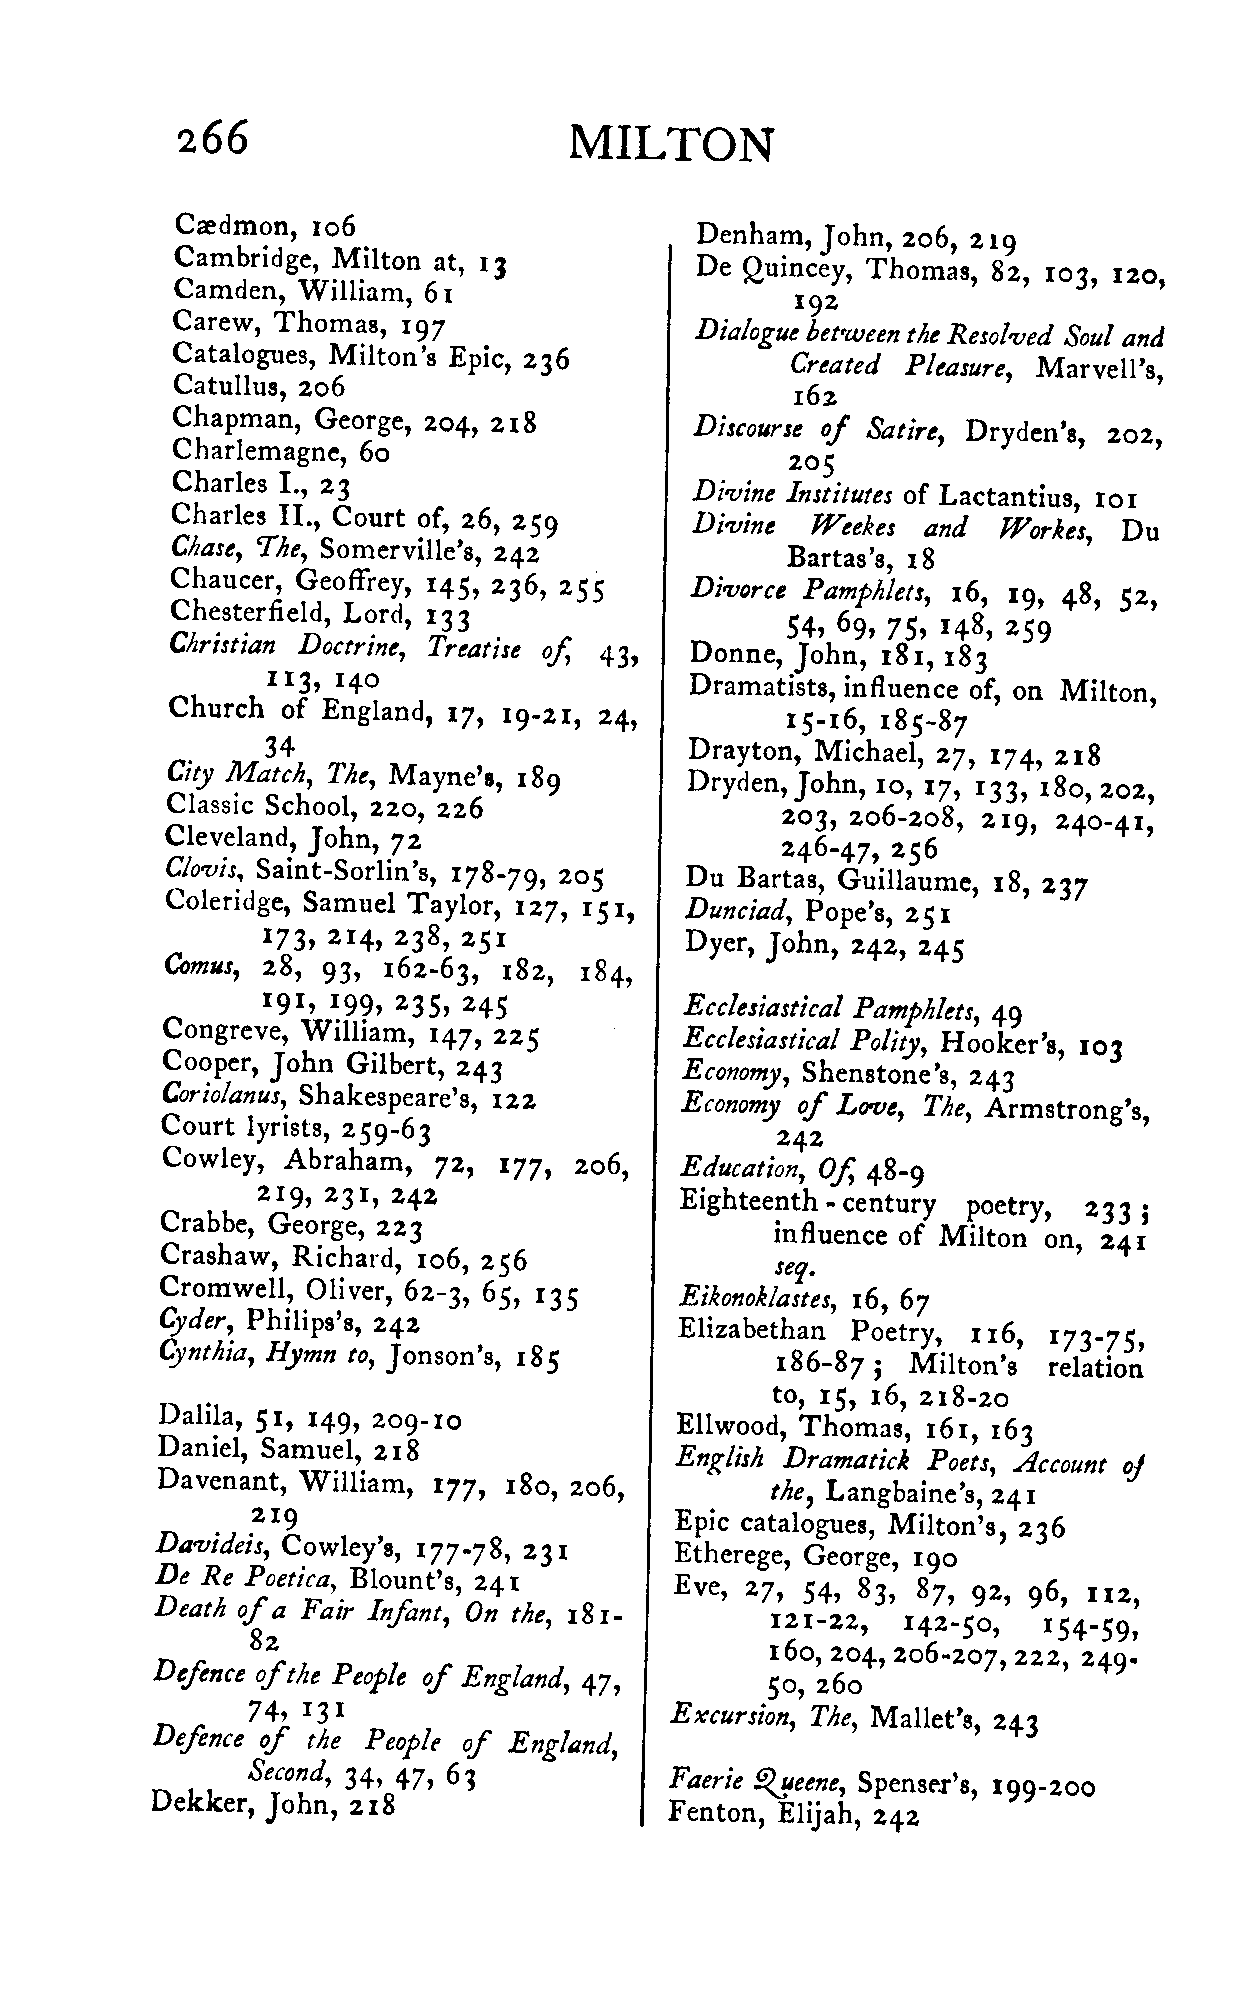 266 MILTON
Cædmon, 106
Cambridge, Milton at, 13
Camden, William, 61
Carew, Thomas, 197
Catalogues, Milton's Epic, 236
Catullus, 206
Chapman, George, 204, 218
Charlemagne, 60
Charles I., 23
Charles II., Court of, 26, 259
Chase, The, Somerville's, 242
Chaucer, Geoffrey, 145, 236, 255
Chesterfield, Lord, 133
Christian Doctrine, Treatise of, 43,
113, 140
Church of England, 17, 19-21, 24,
34
City Match, The, Mayne's, 189
Classic School, 220, 226
Cleveland, John, 72
Clovis, Saint-Sorlin's, 178-79, 205
Coleridge, Samuel Taylor, 127, 151,
173, 214, 238, 251
Comus, 28, 93, 162-63, 182, 184,
191, 199, 235, 245
Congreve, William, 147, 225
Cooper, John Gilbert, 243
Coriolanus, Shakespeare's, 122
Court lyrists, 259-63
Cowley, Abraham, 72, 177, 206,
219, 231, 242
Crabbe, George, 223
Crashaw, Richard, 106, 256
Cromwell, Oliver, 62-3, 65, 135
Cyder, Philips's, 242
Cynthia, Hymn to, Jonson's, 185
Dalila, 51, 149, 209-10
Daniel, Samuel, 218
Davenant, William, 177, 180, 206,
219
Davideis, Cowley's, 177-78, 231
De Re Poetica, Blount's, 241
Death of a Fair Infant, On the, 181-
82
Defence of the People of England, 47,
74, 131
Defence of the People of England,
Second, 34, 47, 63
Dekker, John, 218
Denham, John, 206, 219
De Quincey, Thomas, 82, 103, 120,
192
Dialogue between the Resolved Soul and
Created Pleasure, Marvell's,
162
Discourse of Satire, Dryden's, 202,
205
Divine Institutes of Lactantius, 101
Divine Weekes and Workes, Du
Bartas's, 18
Divorce Pamphlets, 16, 19, 48, 52,
54, 69, 75, 148, 259
Donne, John, 181, 183
Dramatists, influence of, on Milton,
15-16, 185-87
Drayton, Michael, 27, 174, 218
Dryden, John, 10, 17, 133, 180, 202,
203, 206-208, 219, 240-41,
246-47, 256
Du Bartas, Guillaume, 18, 237
Dunciad, Pope's, 251
Dyer, John, 242, 245
Ecclesiastical Pamphlets, 49
Ecclesiastical Polity, Hooker's, 103
Economy, Shenstone's, 243
Economy of Love, The, Armstrong's,
242
Education, Of, 48-9
Eighteenth-century poetry, 233;
influence of Milton on, 241
seq.
Eikonoklastes, 16, 67
Elizabethan Poetry, 116, 173-75,
186-87; Milton's relation
to, 15, 16, 218-20
Ellwood, Thomas, 161, 163
English Dramatick Poets, Account of
the, Langbaine's, 241
Epic catalogues, Milton's, 236
Etherege, George, 190
Eve, 27, 54, 83, 87, 92, 96, 112,
121-22, 142-50, 154-59,
160, 204, 206-207, 222, 249-
50, 260
Excursion, The, Mallet's, 243
Faerie Queene, Spenser's, 199-200
Fenton, Elijah, 242